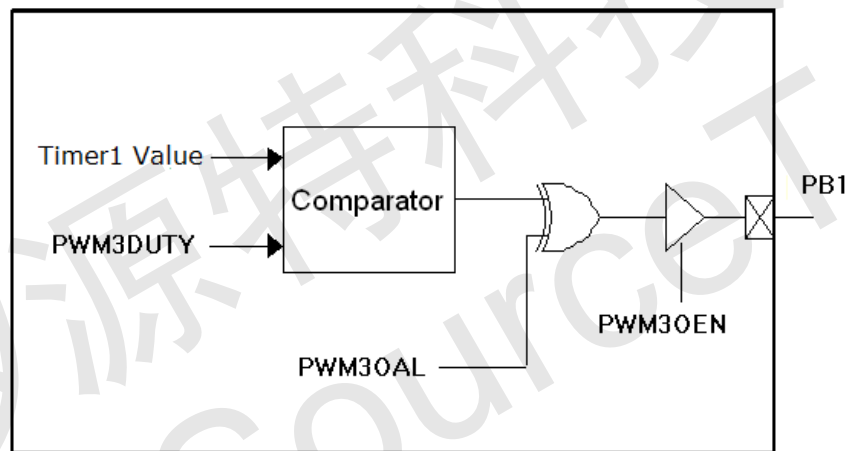 Timer1 Value
Comparator
PB1
PWM3DUTY
PWM3OEN
PWM3OAL
源特科技
SourceT